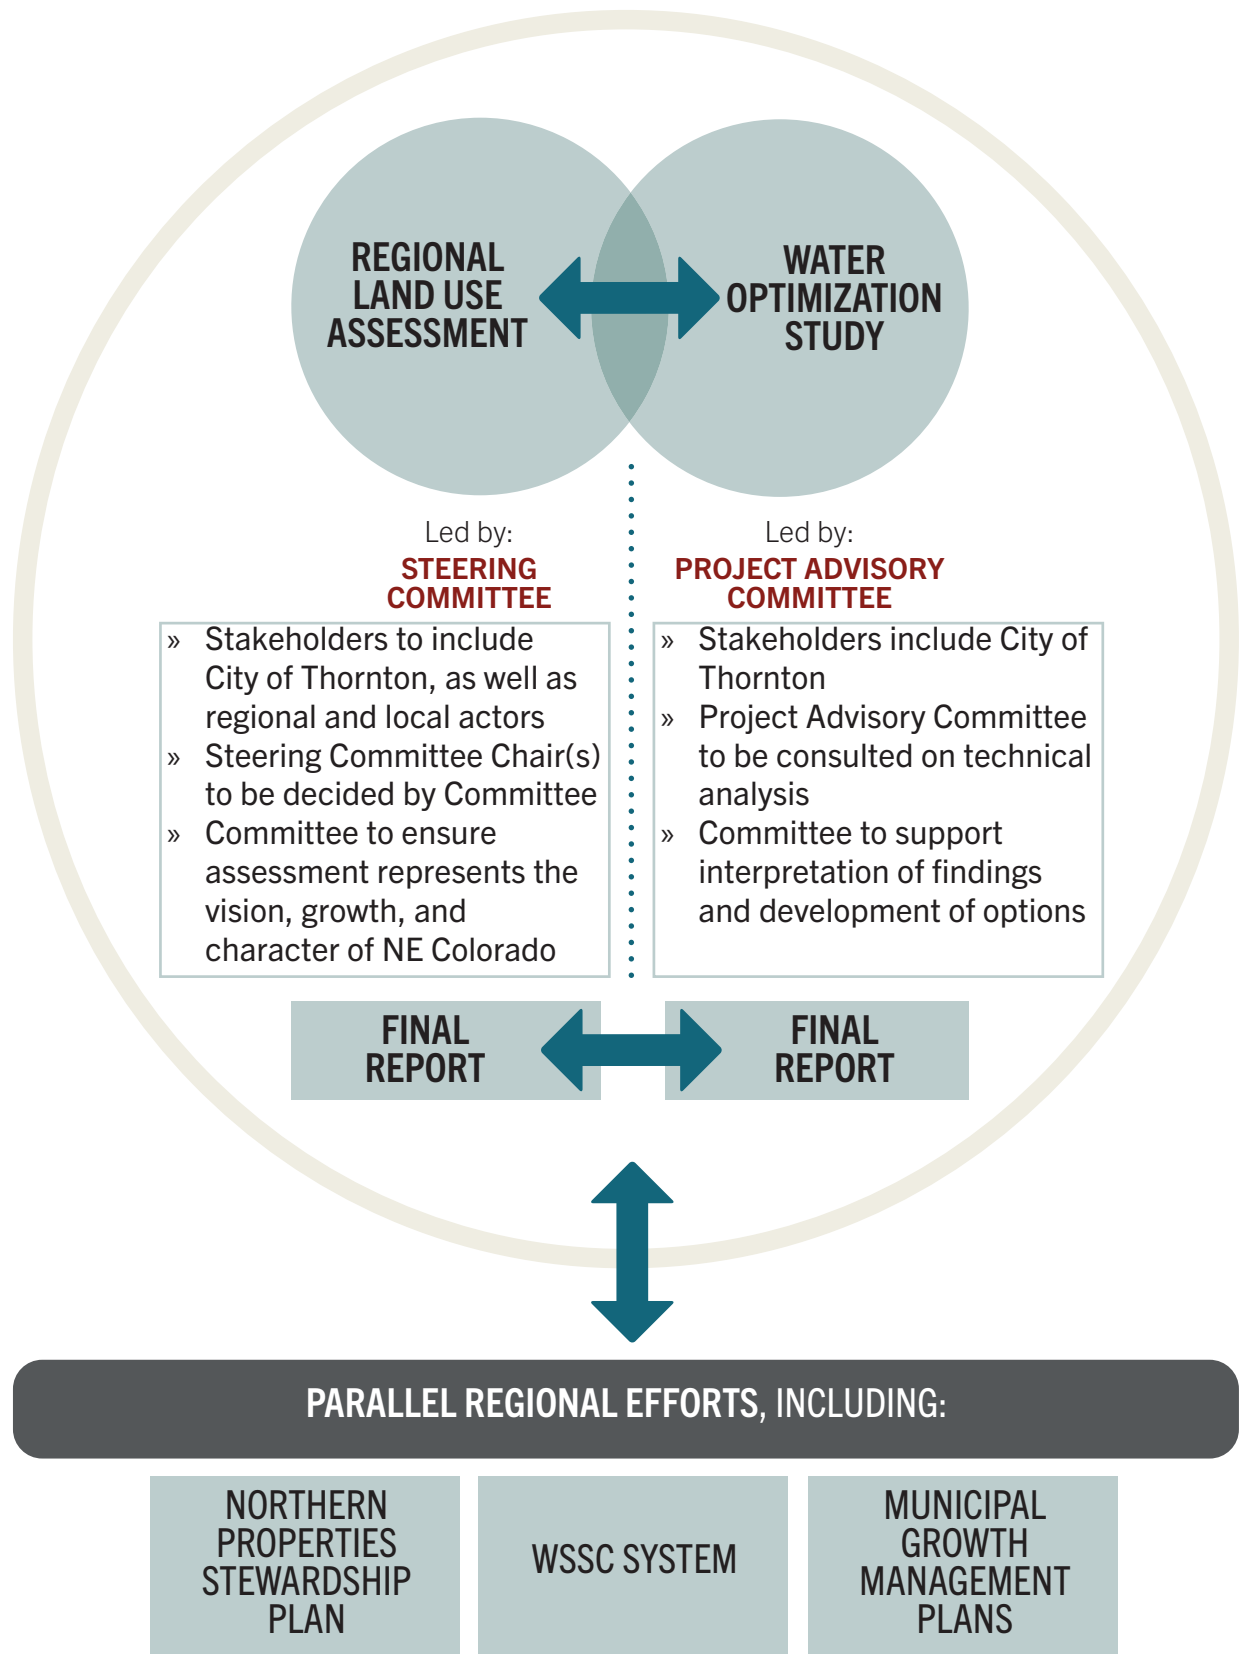 REGIONAL
LAND USE
ASSESSMENT
WATER
OPTIMIZATION
STUDY
Led by:
STEERING
COMMITTEE
» Stakeholders to include
City of Thornton, as well as
regional and local actors
» Steering Committee Chair(s)
to be decided by Committee
» Committee to ensure
assessment represents the
vision, growth, and
character of NE Colorado
Led by:
PROJECT ADVISORY
COMMITTEE
» Stakeholders include City of
Thornton
» Project Advisory Committee
to be consulted on technical
analysis
» Committee to support
interpretation of findings
and development of options
FINAL
REPORT
FINAL
REPORT
PARALLEL REGIONAL EFFORTS, INCLUDING:
NORTHERN
PROPERTIES
STEWARDSHIP
PLAN
WSSC SYSTEM
MUNICIPAL
GROWTH
MANAGEMENT
PLANS